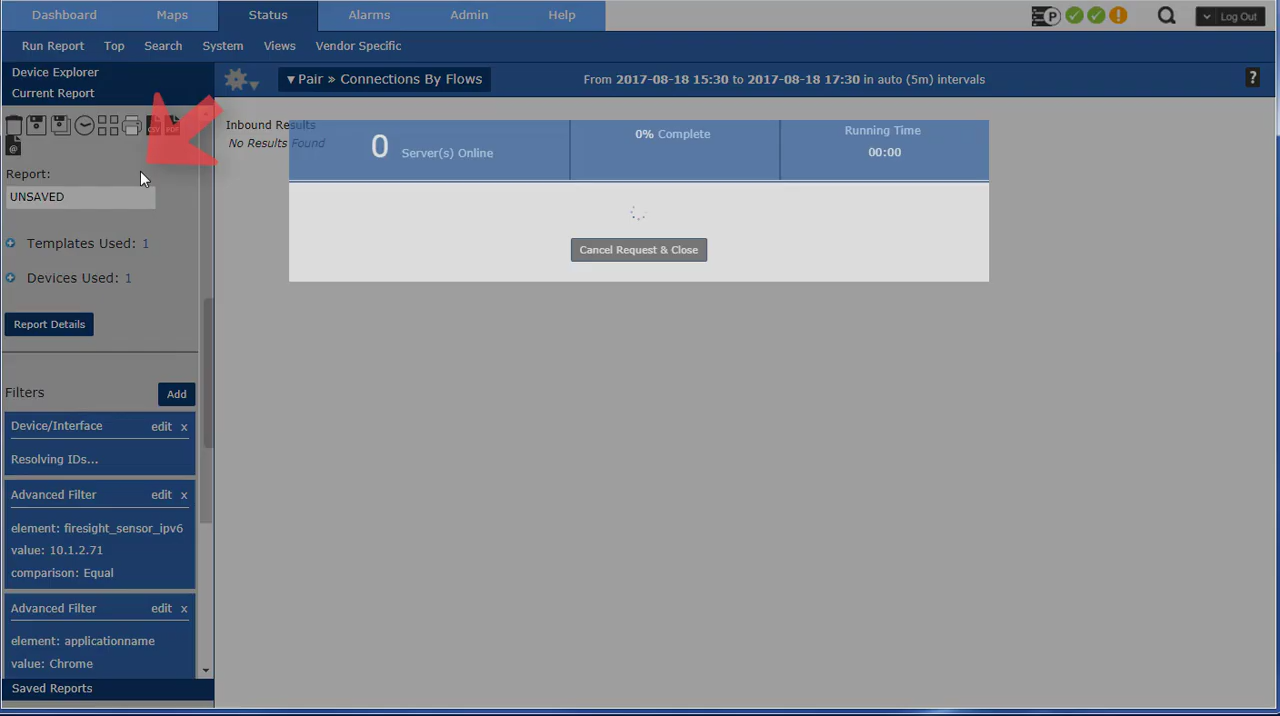 Dashboard Maps Status Alarms Admin Help
P ! Log Out
Run Report Top Search System Views Vendor Specific
Device Explorer
Current Report
▾ Pair » Connections By Flows
From 2017-08-18 15:30 to 2017-08-18 17:30 in auto (5m) intervals
?
CSV PDF
@
Report:
UNSAVED
Templates Used: 1
Devices Used: 1
Report Details
Filters Add
Device/Interface edit x
Resolving IDs...
Advanced Filter edit x
element: firesight_sensor_ipv6
value: 10.1.2.71
comparison: Equal
Advanced Filter edit x
element: applicationname
value: Chrome
Saved Reports
Inbound Results
No Results Found
0 Server(s) Online
0% Complete
Running Time
00:00
Cancel Request & Close